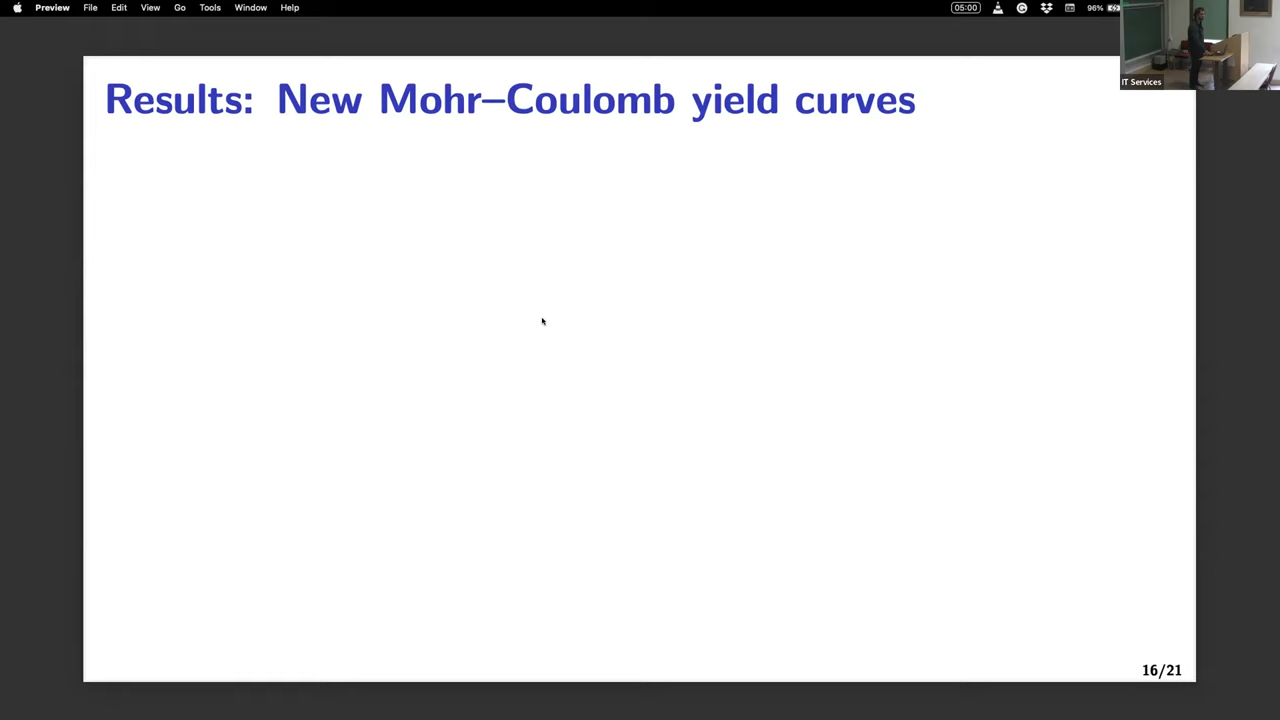 Preview File Edit View Go Tools Window Help 05:00 96%
IT Services
Results: New Mohr–Coulomb yield curves
16/21